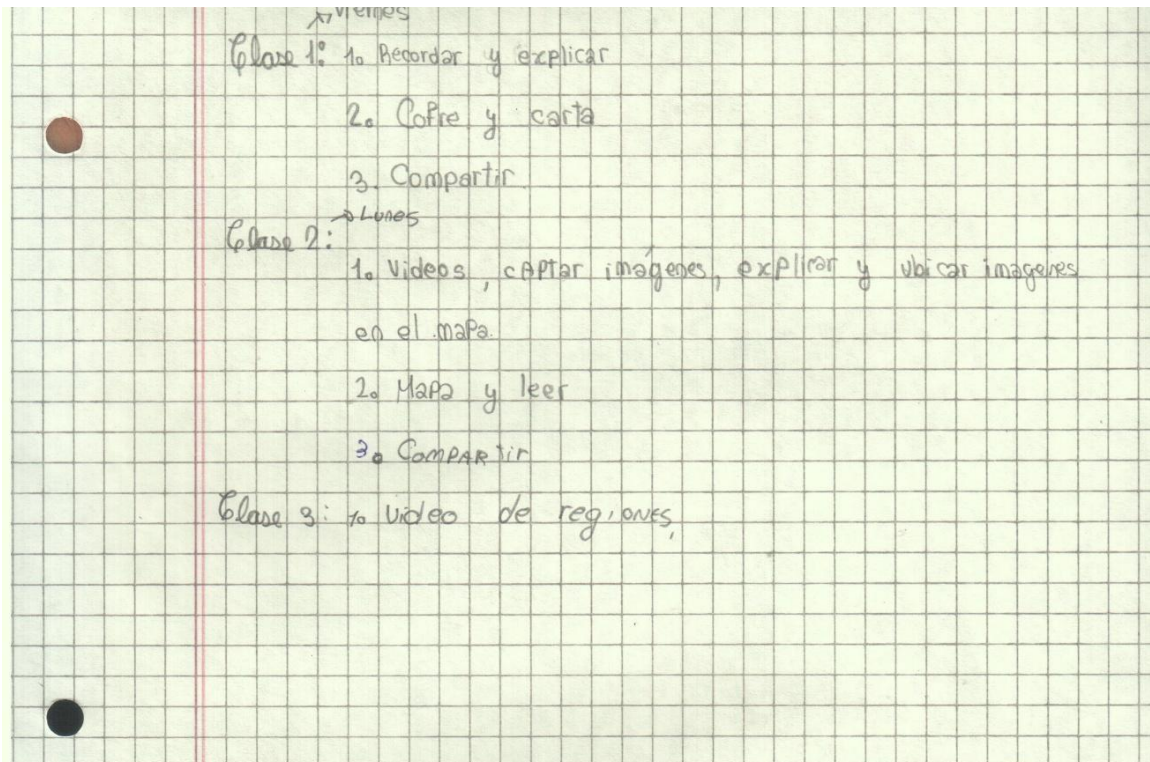 Viernes
Clase 1: 1. Recordar y explicar
2. Cofre y carta
3. Compartir
Lunes
Clase 2:
1. Videos, captar imágenes, explicar y ubicar imagenes
en el mapa.
2. Mapa y leer
3. Compartir
Clase 3: 1. Video de regiones,